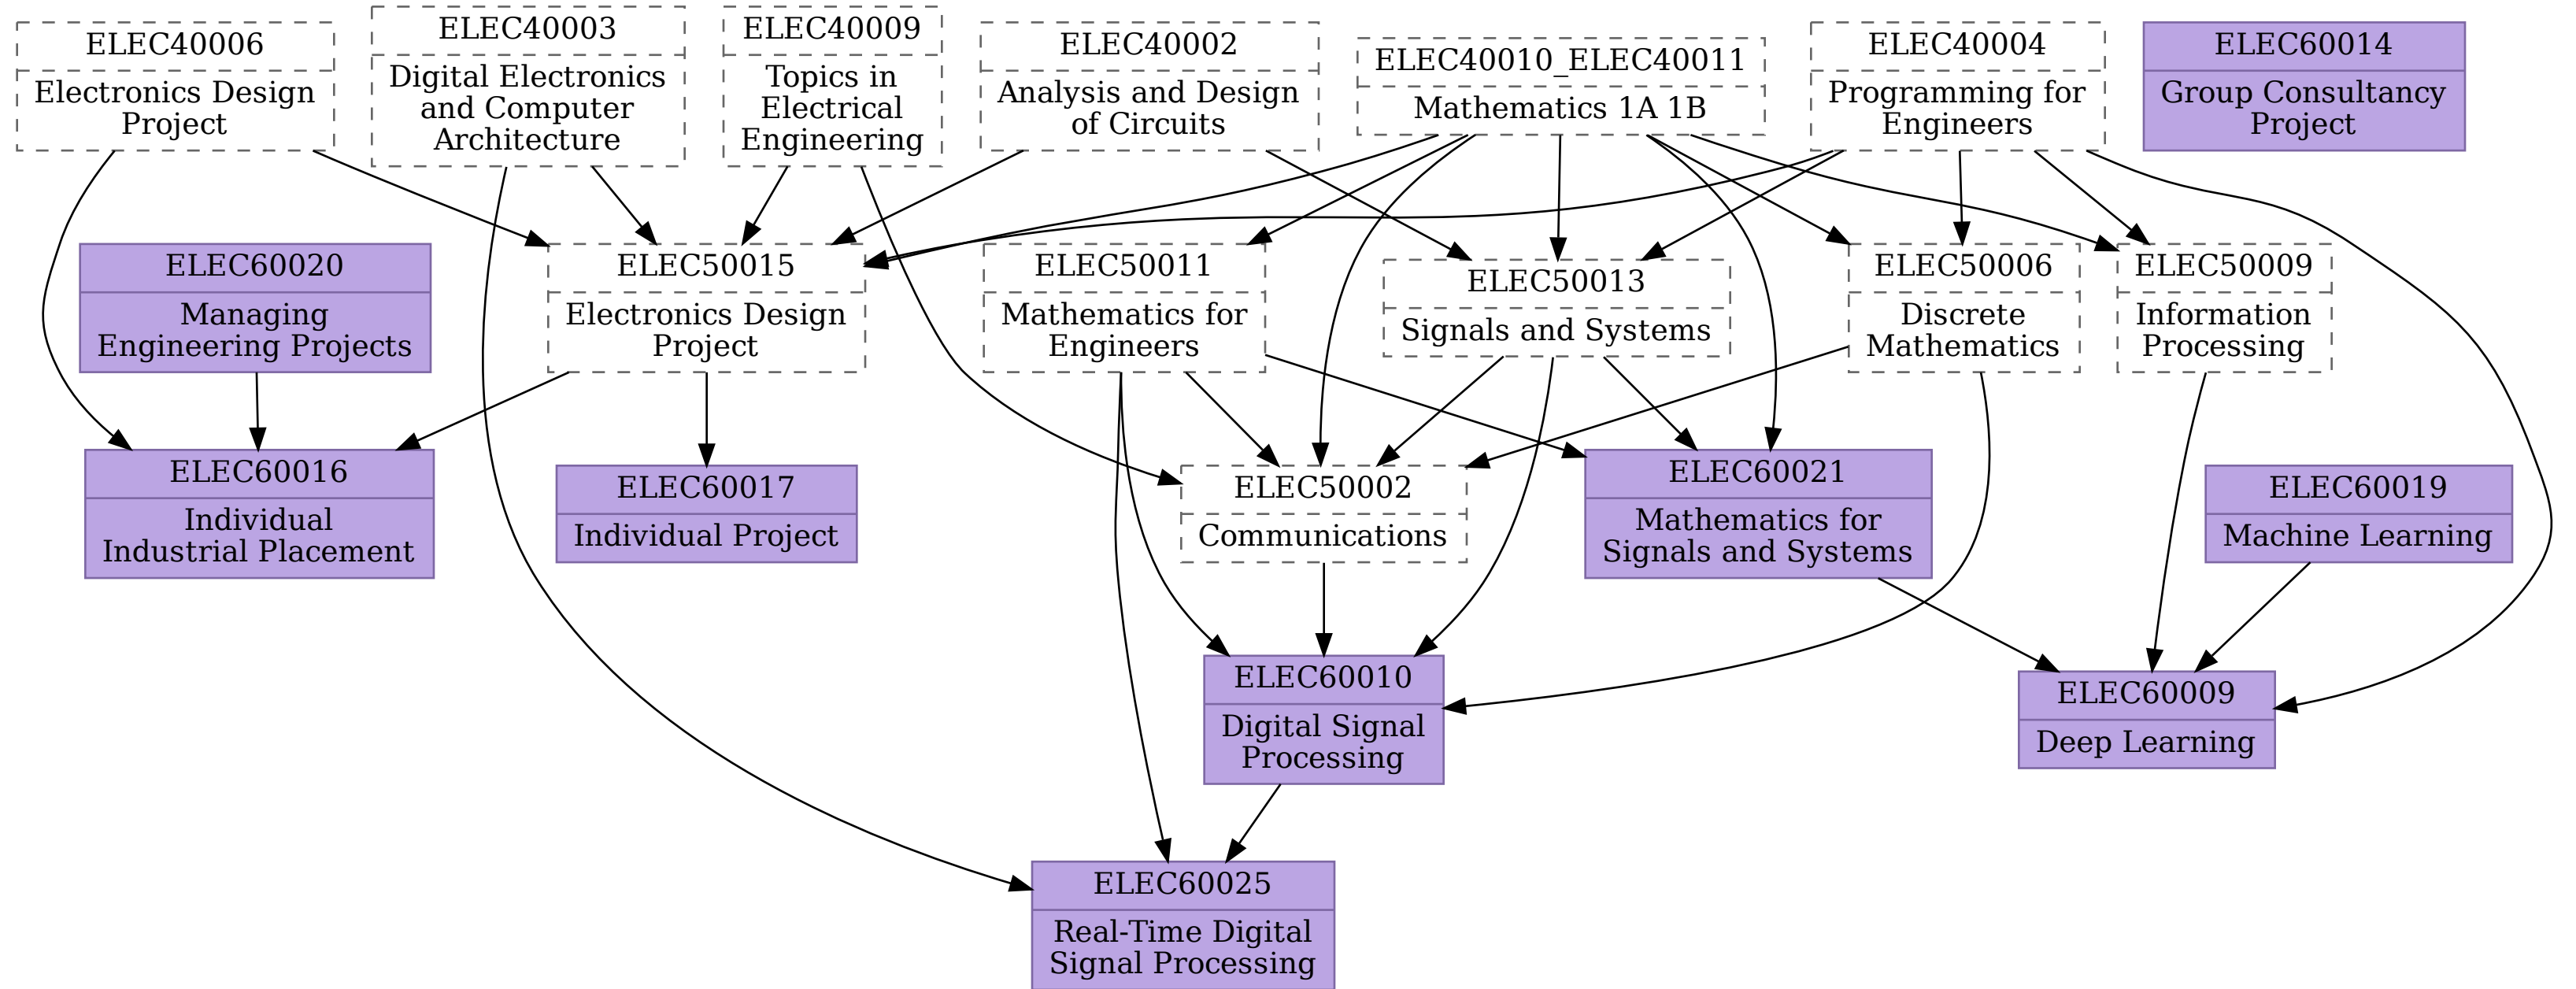 ELEC40006
Electronics Design
Project
ELEC40003
Digital Electronics
and Computer
Architecture
ELEC40009
Topics in
Electrical
Engineering
ELEC40002
Analysis and Design
of Circuits
ELEC40010_ELEC40011
Mathematics 1A 1B
ELEC40004
Programming for
Engineers
ELEC60014
Group Consultancy
Project
ELEC60020
Managing
Engineering Projects
ELEC50015
Electronics Design
Project
ELEC50011
Mathematics for
Engineers
ELEC50013
Signals and Systems
ELEC50006
Discrete
Mathematics
ELEC50009
Information
Processing
ELEC60016
Individual
Industrial Placement
ELEC60017
Individual Project
ELEC50002
Communications
ELEC60021
Mathematics for
Signals and Systems
ELEC60019
Machine Learning
ELEC60010
Digital Signal
Processing
ELEC60009
Deep Learning
ELEC60025
Real-Time Digital
Signal Processing